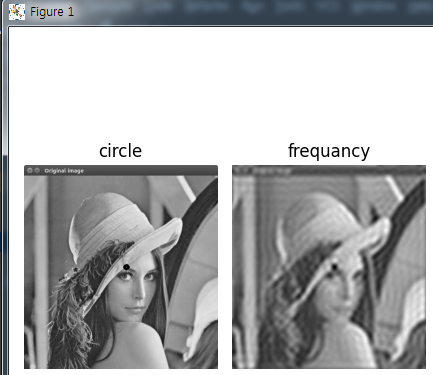 Figure 1
circle
frequancy
Original Image